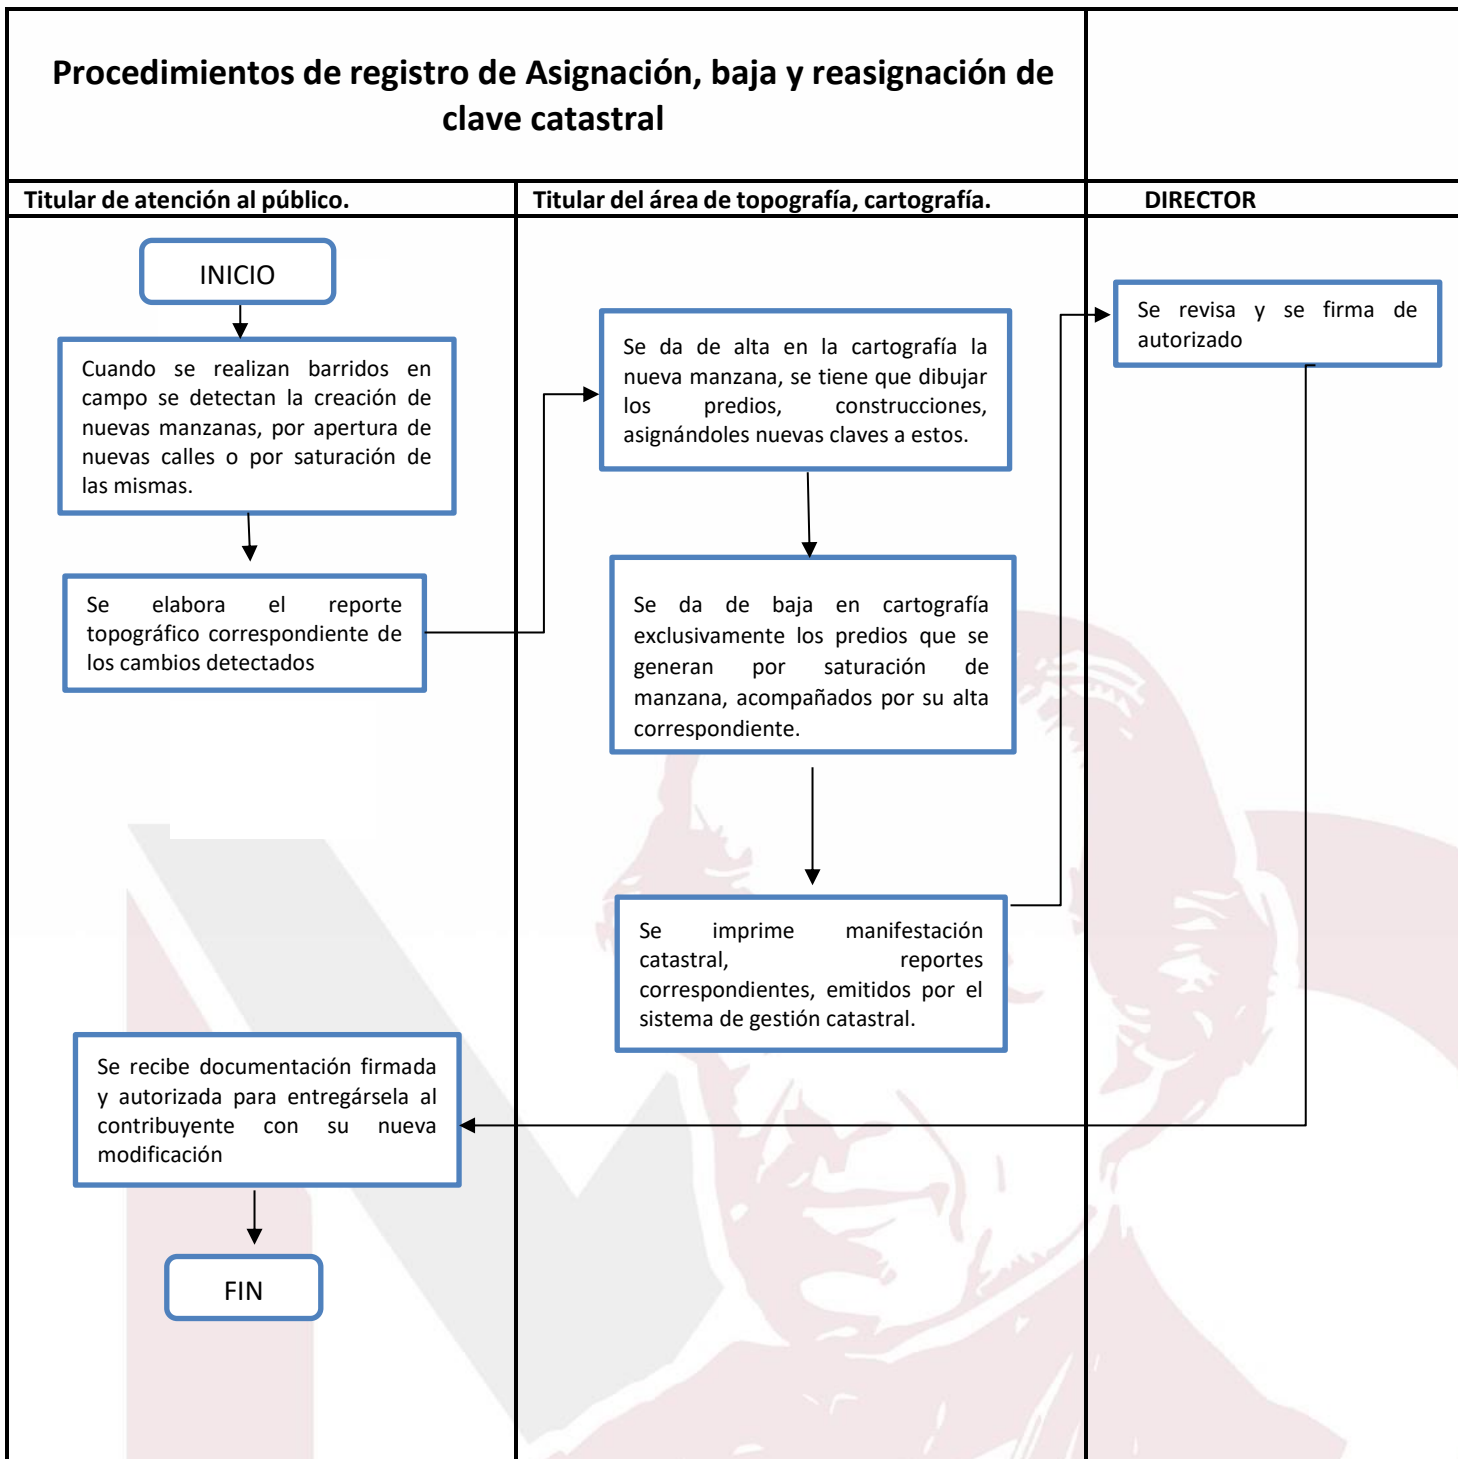 Procedimientos de registro de Asignación, baja y reasignación de
clave catastral
Titular de atención al público.
Titular del área de topografía, cartografía.
DIRECTOR
INICIO
Cuando se realizan barridos en
campo se detectan la creación de
nuevas manzanas, por apertura de
nuevas calles o por saturación de
las mismas.
Se elabora el reporte
topográfico correspondiente de
los cambios detectados
Se da de alta en la cartografía la
nueva manzana, se tiene que dibujar
los predios, construcciones,
asignándoles nuevas claves a estos.
Se da de baja en cartografía
exclusivamente los predios que se
generan por saturación de
manzana, acompañados por su alta
correspondiente.
Se imprime manifestación
catastral, reportes
correspondientes, emitidos por el
sistema de gestión catastral.
Se revisa y se firma de
autorizado
Se recibe documentación firmada
y autorizada para entregársela al
contribuyente con su nueva
modificación
FIN